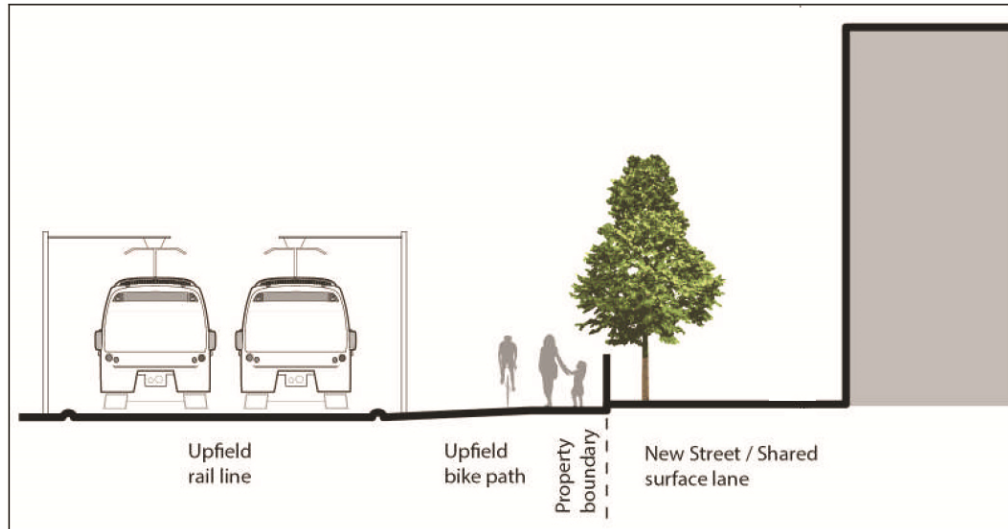 Upfield
rail line
Upfield
bike path
Property
boundary
New Street / Shared
surface lane